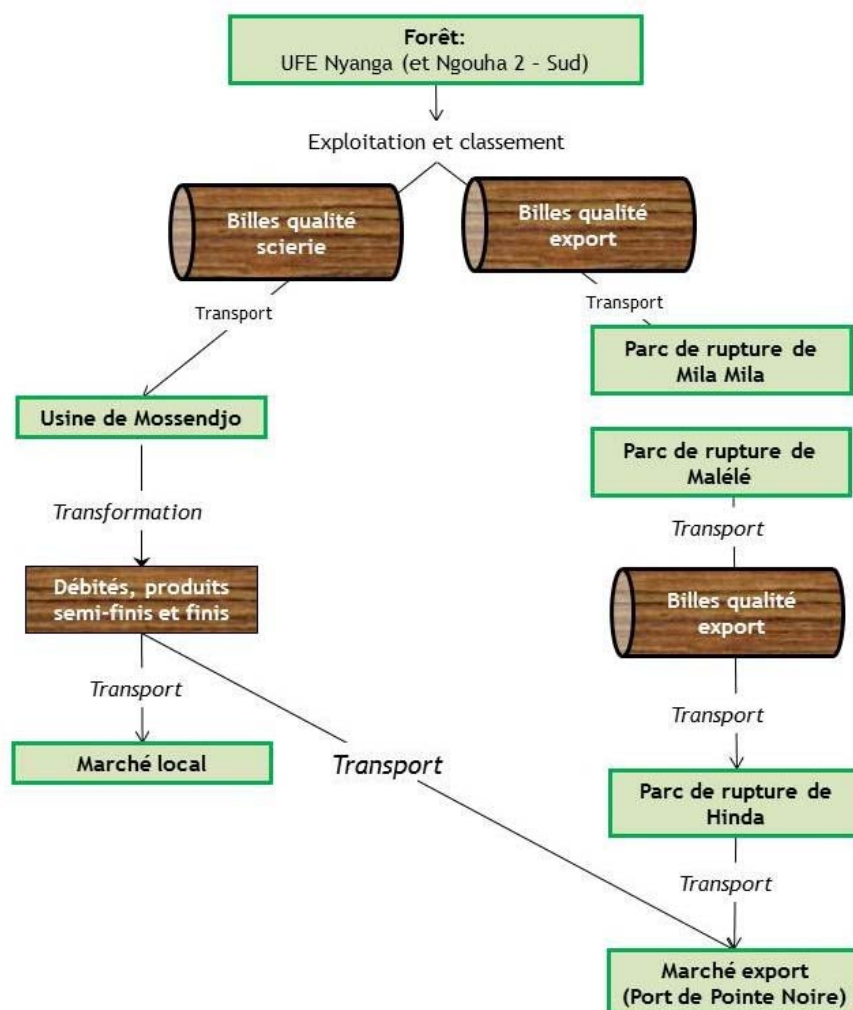 Forêt:
UFE Nyanga (et Ngouha 2 - Sud)
Exploitation et classement
Billes qualité
scierie
Billes qualité
export
Transport
Transport
Parc de rupture de
Mila Mila
Usine de Mossendjo
Parc de rupture de
Malélé
Transformation
Transport
Débités, produits
semi-finis et finis
Billes qualité
export
Transport
Transport
Marché local
Transport
Parc de rupture de
Hinda
Transport
Marché export
(Port de Pointe Noire)